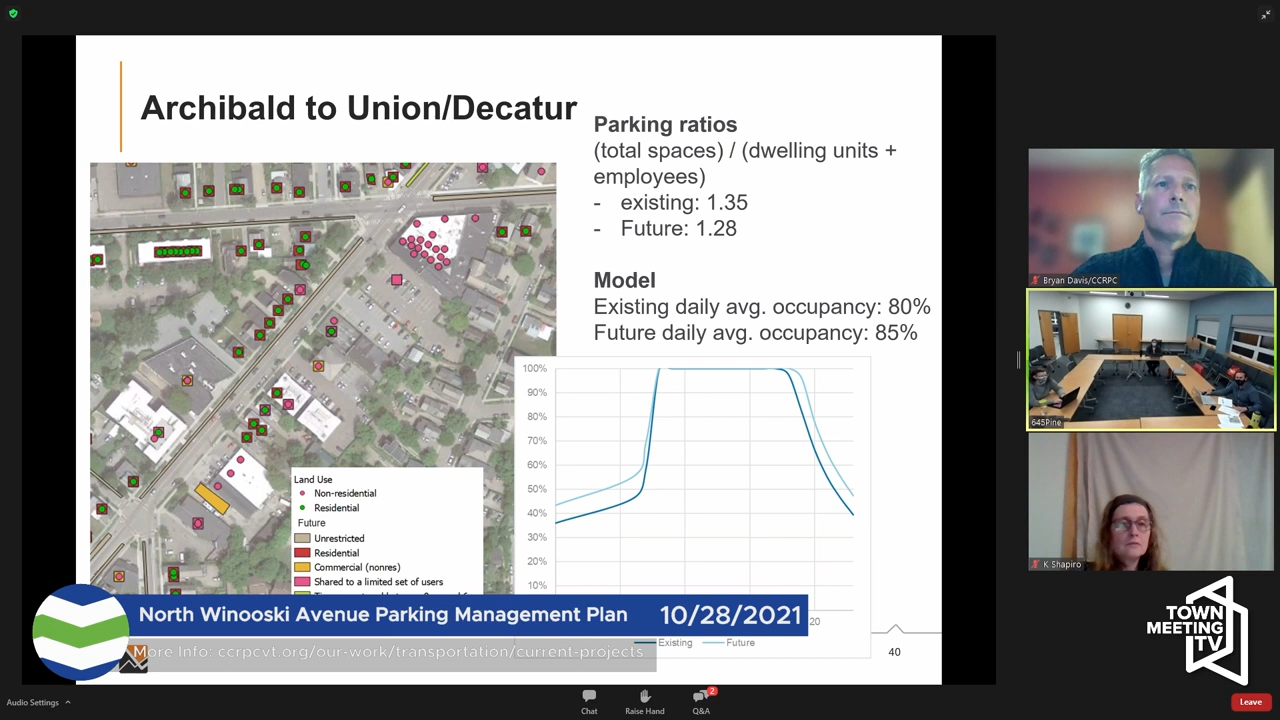 Archibald to Union/Decatur
Parking ratios
(total spaces) / (dwelling units +
employees)
- existing: 1.35
- Future: 1.28
Model
Existing daily avg. occupancy: 80%
Future daily avg. occupancy: 85%
100%
90%
80%
70%
60%
50%
40%
30%
20%
10%
20
Existing
Future
Land Use
Non-residential
Residential
Future
Unrestricted
Residential
Commercial (nonres)
Shared to a limited set of users
North Winooski Avenue Parking Management Plan 10/28/2021
More Info: ccrpcvt.org/our-work/transportation/current-projects
40
Bryan Davis/CCRPC
645Pine
K Shapiro
TOWN
MEETING
TV
Audio Settings
Chat
Raise Hand
Q&A
2
Leave